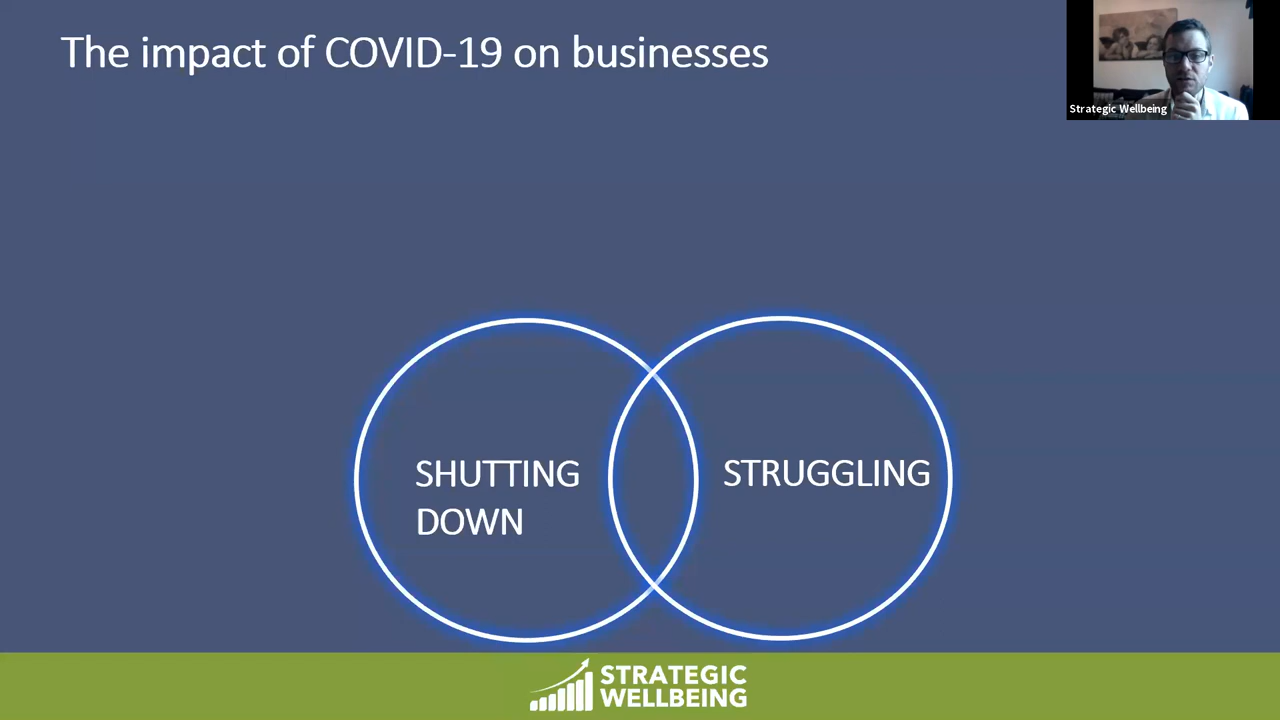 The impact of COVID-19 on businesses
Strategic Wellbeing
SHUTTING
DOWN
STRUGGLING
STRATEGIC
WELLBEING